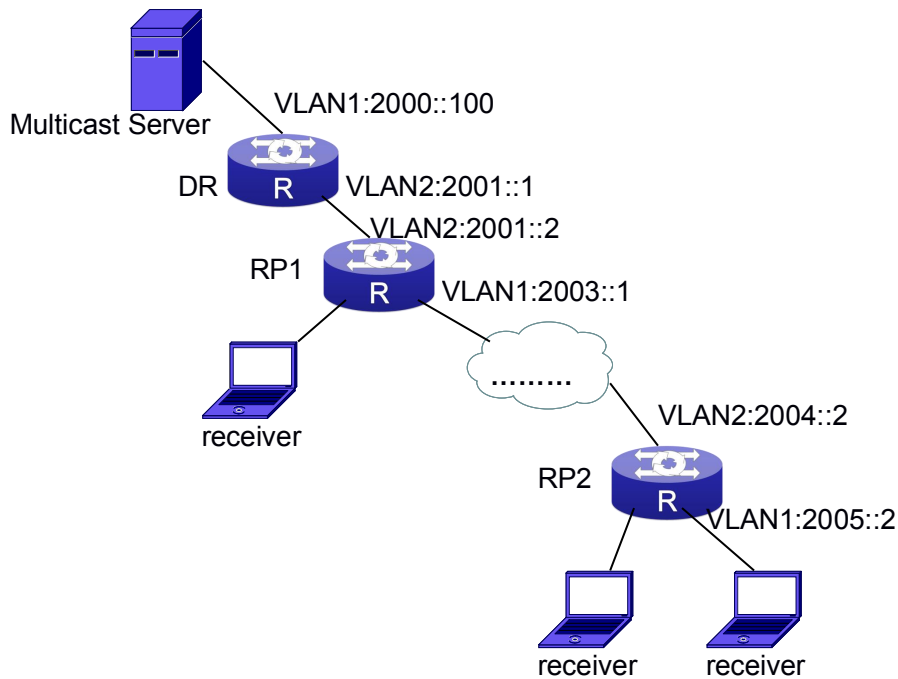 VLAN1:2000::100
Multicast Server
DR
R
VLAN2:2001::1
VLAN2:2001::2
RP1
R
VLAN1:2003::1
.........
receiver
VLAN2:2004::2
RP2
R
VLAN1:2005::2
receiver
receiver